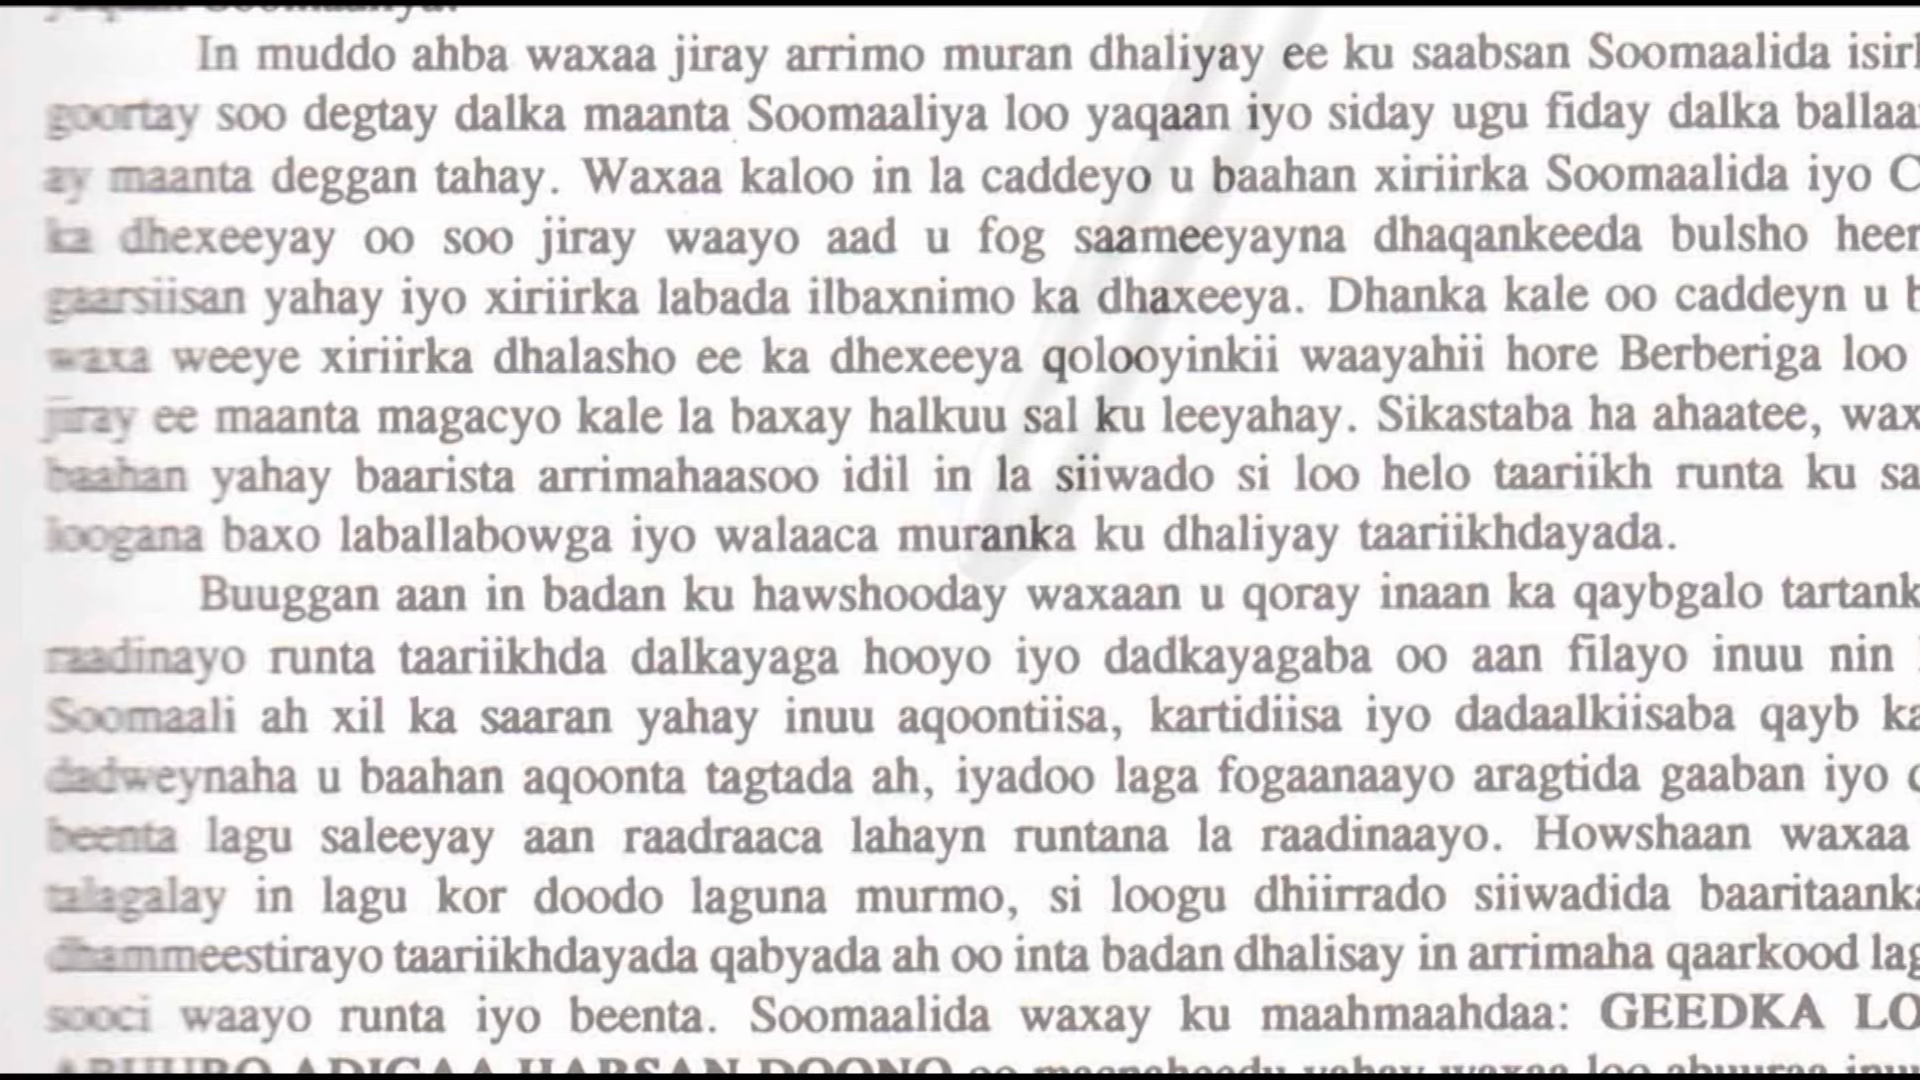 In muddo ahba waxaa jiray arrimo muran dhaliyay ee ku saabsan Soomaalida
goortay soo degtay dalka maanta Soomaaliya loo yaqaan iyo siday ugu fiday dalka
ay maanta deggan tahay. Waxaa kaloo in la caddeyo u baahan xiriirka Soomaalida iyo
ka dhexeeyay oo soo jiray waayo aad u fog saameeyayna dhaqankeeda bulsho
gaarsiisan yahay iyo xiriirka labada ilbaxnimo ka dhaxeeya. Dhanka kale oo caddeyn u
waxa weeye xiriirka dhalasho ee ka dhexeeya qolooyinkii waayahii hore Berberiga loo
jiray ee maanta magacyo kale la baxay halkuu sal ku leeyahay. Sikastaba ha ahaatee,
baahan yahay baarista arrimahaasoo idil in la siiwado si loo helo taariikh runta ku
loogana baxo laballabowga iyo walaaca muranka ku dhaliyay taariikhdayada.
Buuggan aan in badan ku hawshooday waxaan u qoray inaan ka qaybgalo
raadinayo runta taariikhda dalkayaga hooyo iyo dadkayagaba oo aan filayo inuu nin
Soomaali ah xil ka saaran yahay inuu aqoontiisa, kartidiisa iyo dadaalkiisaba qayb
dadweynaha u baahan aqoonta tagtada ah, iyadoo laga fogaanaayo aragtida gaaban iyo
beenta lagu saleeyay aan raadraaca lahayn runtana la raadinaayo. Howshaan waxaa
talagalay in lagu kor doodo laguna murmo, si loogu dhiirrado siiwadida
dhammeestirayo taariikhdayada qabyada ah oo inta badan dhalisay in arrimaha qaarkood
sooci waayo runta iyo beenta. Soomaalida waxay ku maahmaahdaa: GEEDKA